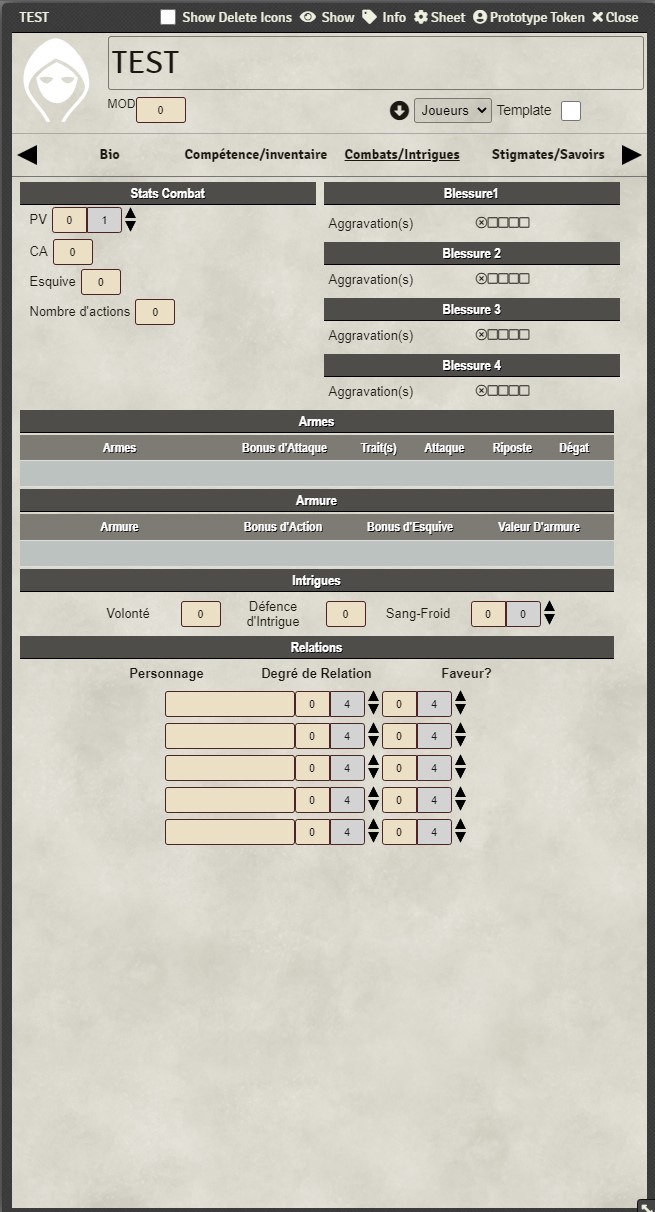 TEST Show Delete Icons Show Info Sheet Prototype Token Close
TEST
MOD 0 Joueurs Template
Bio Compétence/inventaire Combats/Intrigues Stigmates/Savoirs
Stats Combat
PV 0 1
CA 0
Esquive 0
Nombre d'actions 0
Blessure1
Aggravation(s)
Blessure 2
Aggravation(s)
Blessure 3
Aggravation(s)
Blessure 4
Aggravation(s)
Armes
Armes Bonus d'Attaque Trait(s) Attaque Riposte Dégat
Armure
Armure Bonus d'Action Bonus d'Esquive Valeur D'armure
Intrigues
Volonté 0 Défence d'Intrigue 0 Sang-Froid 0 0
Relations
Personnage Degré de Relation Faveur?
0 4 0 4
0 4 0 4
0 4 0 4
0 4 0 4
0 4 0 4